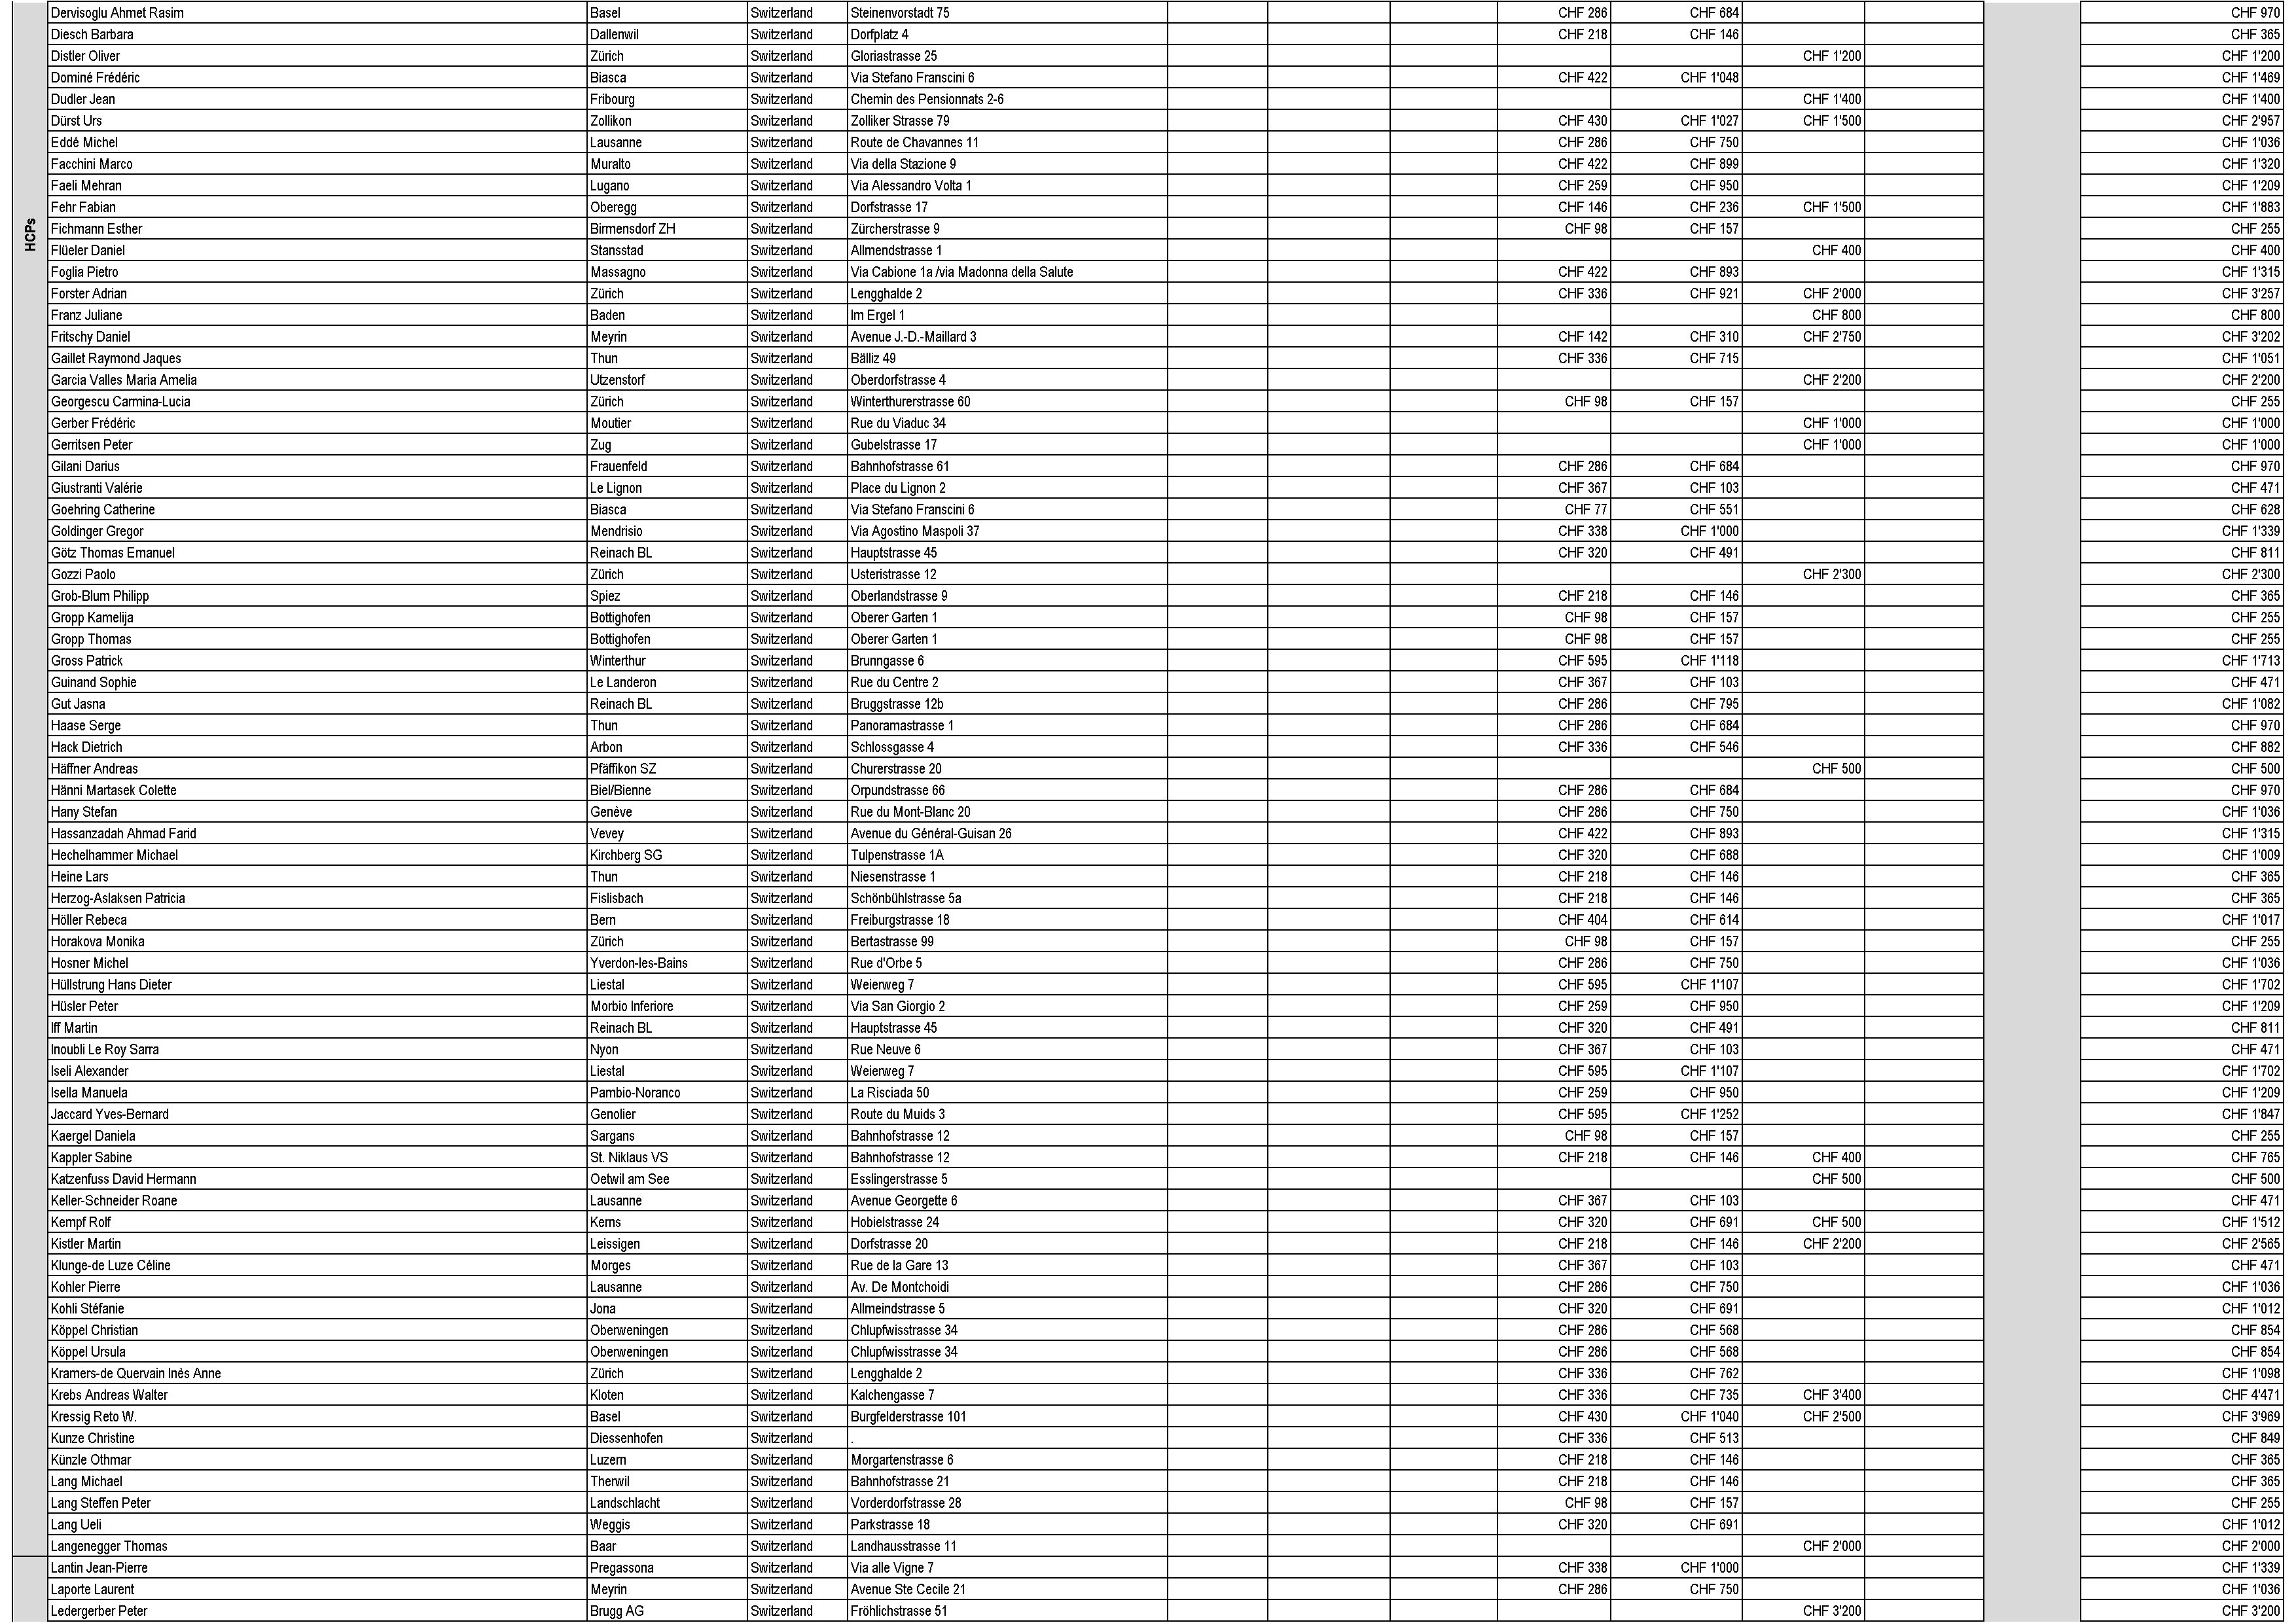 HCPs
Dervisoglu Ahmet Rasim Basel Switzerland Steinenvorstadt 75 CHF 286 CHF 684 CHF 970
Diesch Barbara Dallenwil Switzerland Dorfplatz 4 CHF 218 CHF 146 CHF 365
Distler Oliver Zürich Switzerland Gloriastrasse 25 CHF 1'200 CHF 1'200
Dominé Frédéric Biasca Switzerland Via Stefano Franscini 6 CHF 422 CHF 1'048 CHF 1'469
Dudler Jean Fribourg Switzerland Chemin des Pensionnats 2-6 CHF 1'400 CHF 1'400
Dürst Urs Zollikon Switzerland Zolliker Strasse 79 CHF 430 CHF 1'027 CHF 1'500 CHF 2'957
Eddé Michel Lausanne Switzerland Route de Chavannes 11 CHF 286 CHF 750 CHF 1'036
Facchini Marco Muralto Switzerland Via della Stazione 9 CHF 422 CHF 899 CHF 1'320
Faeli Mehran Lugano Switzerland Via Alessandro Volta 1 CHF 259 CHF 950 CHF 1'209
Fehr Fabian Oberegg Switzerland Dorfstrasse 17 CHF 146 CHF 236 CHF 1'500 CHF 1'883
Fichmann Esther Birmensdorf ZH Switzerland Zürcherstrasse 9 CHF 98 CHF 157 CHF 255
Flüeler Daniel Stansstad Switzerland Allmendstrasse 1 CHF 400 CHF 400
Foglia Pietro Massagno Switzerland Via Cabione 1a /via Madonna della Salute CHF 422 CHF 893 CHF 1'315
Forster Adrian Zürich Switzerland Lengghalde 2 CHF 336 CHF 921 CHF 2'000 CHF 3'257
Franz Juliane Baden Switzerland Im Ergel 1 CHF 800 CHF 800
Fritschy Daniel Meyrin Switzerland Avenue J.-D.-Maillard 3 CHF 142 CHF 310 CHF 2'750 CHF 3'202
Gaillet Raymond Jaques Thun Switzerland Bälliz 49 CHF 336 CHF 715 CHF 1'051
Garcia Valles Maria Amelia Utzenstorf Switzerland Oberdorfstrasse 4 CHF 2'200 CHF 2'200
Georgescu Carmina-Lucia Zürich Switzerland Winterthurerstrasse 60 CHF 98 CHF 157 CHF 255
Gerber Frédéric Moutier Switzerland Rue du Viaduc 34 CHF 1'000 CHF 1'000
Gerritsen Peter Zug Switzerland Gubelstrasse 17 CHF 1'000 CHF 1'000
Gilani Darius Frauenfeld Switzerland Bahnhofstrasse 61 CHF 286 CHF 684 CHF 970
Giustranti Valérie Le Lignon Switzerland Place du Lignon 2 CHF 367 CHF 103 CHF 471
Goehring Catherine Biasca Switzerland Via Stefano Franscini 6 CHF 77 CHF 551 CHF 628
Goldinger Gregor Mendrisio Switzerland Via Agostino Maspoli 37 CHF 338 CHF 1'000 CHF 1'339
Götz Thomas Emanuel Reinach BL Switzerland Hauptstrasse 45 CHF 320 CHF 491 CHF 811
Gozzi Paolo Zürich Switzerland Usteristrasse 12 CHF 2'300 CHF 2'300
Grob-Blum Philipp Spiez Switzerland Oberlandstrasse 9 CHF 218 CHF 146 CHF 365
Gropp Kamelija Bottighofen Switzerland Oberer Garten 1 CHF 98 CHF 157 CHF 255
Gropp Thomas Bottighofen Switzerland Oberer Garten 1 CHF 98 CHF 157 CHF 255
Gross Patrick Winterthur Switzerland Brunngasse 6 CHF 595 CHF 1'118 CHF 1'713
Guinand Sophie Le Landeron Switzerland Rue du Centre 2 CHF 367 CHF 103 CHF 471
Gut Jasna Reinach BL Switzerland Bruggstrasse 12b CHF 286 CHF 795 CHF 1'082
Haase Serge Thun Switzerland Panoramastrasse 1 CHF 286 CHF 684 CHF 970
Hack Dietrich Arbon Switzerland Schlossgasse 4 CHF 336 CHF 546 CHF 882
Häffner Andreas Pfäffikon SZ Switzerland Churerstrasse 20 CHF 500 CHF 500
Hänni Martasek Colette Biel/Bienne Switzerland Orpundstrasse 66 CHF 286 CHF 684 CHF 970
Hany Stefan Genève Switzerland Rue du Mont-Blanc 20 CHF 286 CHF 750 CHF 1'036
Hassanzadah Ahmad Farid Vevey Switzerland Avenue du Général-Guisan 26 CHF 422 CHF 893 CHF 1'315
Hechelhammer Michael Kirchberg SG Switzerland Tulpenstrasse 1A CHF 320 CHF 688 CHF 1'009
Heine Lars Thun Switzerland Niesenstrasse 1 CHF 218 CHF 146 CHF 365
Herzog-Aslaksen Patricia Fislisbach Switzerland Schönbühlstrasse 5a CHF 218 CHF 146 CHF 365
Höller Rebeca Bern Switzerland Freiburgstrasse 18 CHF 404 CHF 614 CHF 1'017
Horakova Monika Zürich Switzerland Bertastrasse 99 CHF 98 CHF 157 CHF 255
Hosner Michel Yverdon-les-Bains Switzerland Rue d'Orbe 5 CHF 286 CHF 750 CHF 1'036
Hüllstrung Hans Dieter Liestal Switzerland Weierweg 7 CHF 595 CHF 1'107 CHF 1'702
Hüsler Peter Morbio Inferiore Switzerland Via San Giorgio 2 CHF 259 CHF 950 CHF 1'209
Iff Martin Reinach BL Switzerland Hauptstrasse 45 CHF 320 CHF 491 CHF 811
Inoubli Le Roy Sarra Nyon Switzerland Rue Neuve 6 CHF 367 CHF 103 CHF 471
Iseli Alexander Liestal Switzerland Weierweg 7 CHF 595 CHF 1'107 CHF 1'702
Isella Manuela Pambio-Noranco Switzerland La Risciada 50 CHF 259 CHF 950 CHF 1'209
Jaccard Yves-Bernard Genolier Switzerland Route du Muids 3 CHF 595 CHF 1'252 CHF 1'847
Kaergel Daniela Sargans Switzerland Bahnhofstrasse 12 CHF 98 CHF 157 CHF 255
Kappler Sabine St. Niklaus VS Switzerland Bahnhofstrasse 12 CHF 218 CHF 146 CHF 400 CHF 765
Katzenfuss David Hermann Oetwil am See Switzerland Esslingerstrasse 5 CHF 500 CHF 500
Keller-Schneider Roane Lausanne Switzerland Avenue Georgette 6 CHF 367 CHF 103 CHF 471
Kempf Rolf Kerns Switzerland Hobielstrasse 24 CHF 320 CHF 691 CHF 500 CHF 1'512
Kistler Martin Leissigen Switzerland Dorfstrasse 20 CHF 218 CHF 146 CHF 2'200 CHF 2'565
Klunge-de Luze Céline Morges Switzerland Rue de la Gare 13 CHF 367 CHF 103 CHF 471
Kohler Pierre Lausanne Switzerland Av. De Montchoidi CHF 286 CHF 750 CHF 1'036
Kohli Stéfanie Jona Switzerland Allmeindstrasse 5 CHF 320 CHF 691 CHF 1'012
Köppel Christian Oberweningen Switzerland Chlupfwisstrasse 34 CHF 286 CHF 568 CHF 854
Köppel Ursula Oberweningen Switzerland Chlupfwisstrasse 34 CHF 286 CHF 568 CHF 854
Kramers-de Quervain Inès Anne Zürich Switzerland Lengghalde 2 CHF 336 CHF 762 CHF 1'098
Krebs Andreas Walter Kloten Switzerland Kalchengasse 7 CHF 336 CHF 735 CHF 3'400 CHF 4'471
Kressig Reto W. Basel Switzerland Burgfelderstrasse 101 CHF 430 CHF 1'040 CHF 2'500 CHF 3'969
Kunze Christine Diessenhofen Switzerland . CHF 336 CHF 513 CHF 849
Künzle Othmar Luzern Switzerland Morgartenstrasse 6 CHF 218 CHF 146 CHF 365
Lang Michael Therwil Switzerland Bahnhofstrasse 21 CHF 218 CHF 146 CHF 365
Lang Steffen Peter Landschlacht Switzerland Vorderdorfstrasse 28 CHF 98 CHF 157 CHF 255
Lang Ueli Weggis Switzerland Parkstrasse 18 CHF 320 CHF 691 CHF 1'012
Langenegger Thomas Baar Switzerland Landhausstrasse 11 CHF 2'000 CHF 2'000
Lantin Jean-Pierre Pregassona Switzerland Via alle Vigne 7 CHF 338 CHF 1'000 CHF 1'339
Laporte Laurent Meyrin Switzerland Avenue Ste Cecile 21 CHF 286 CHF 750 CHF 1'036
Ledergerber Peter Brugg AG Switzerland Fröhlichstrasse 51 CHF 3'200 CHF 3'200